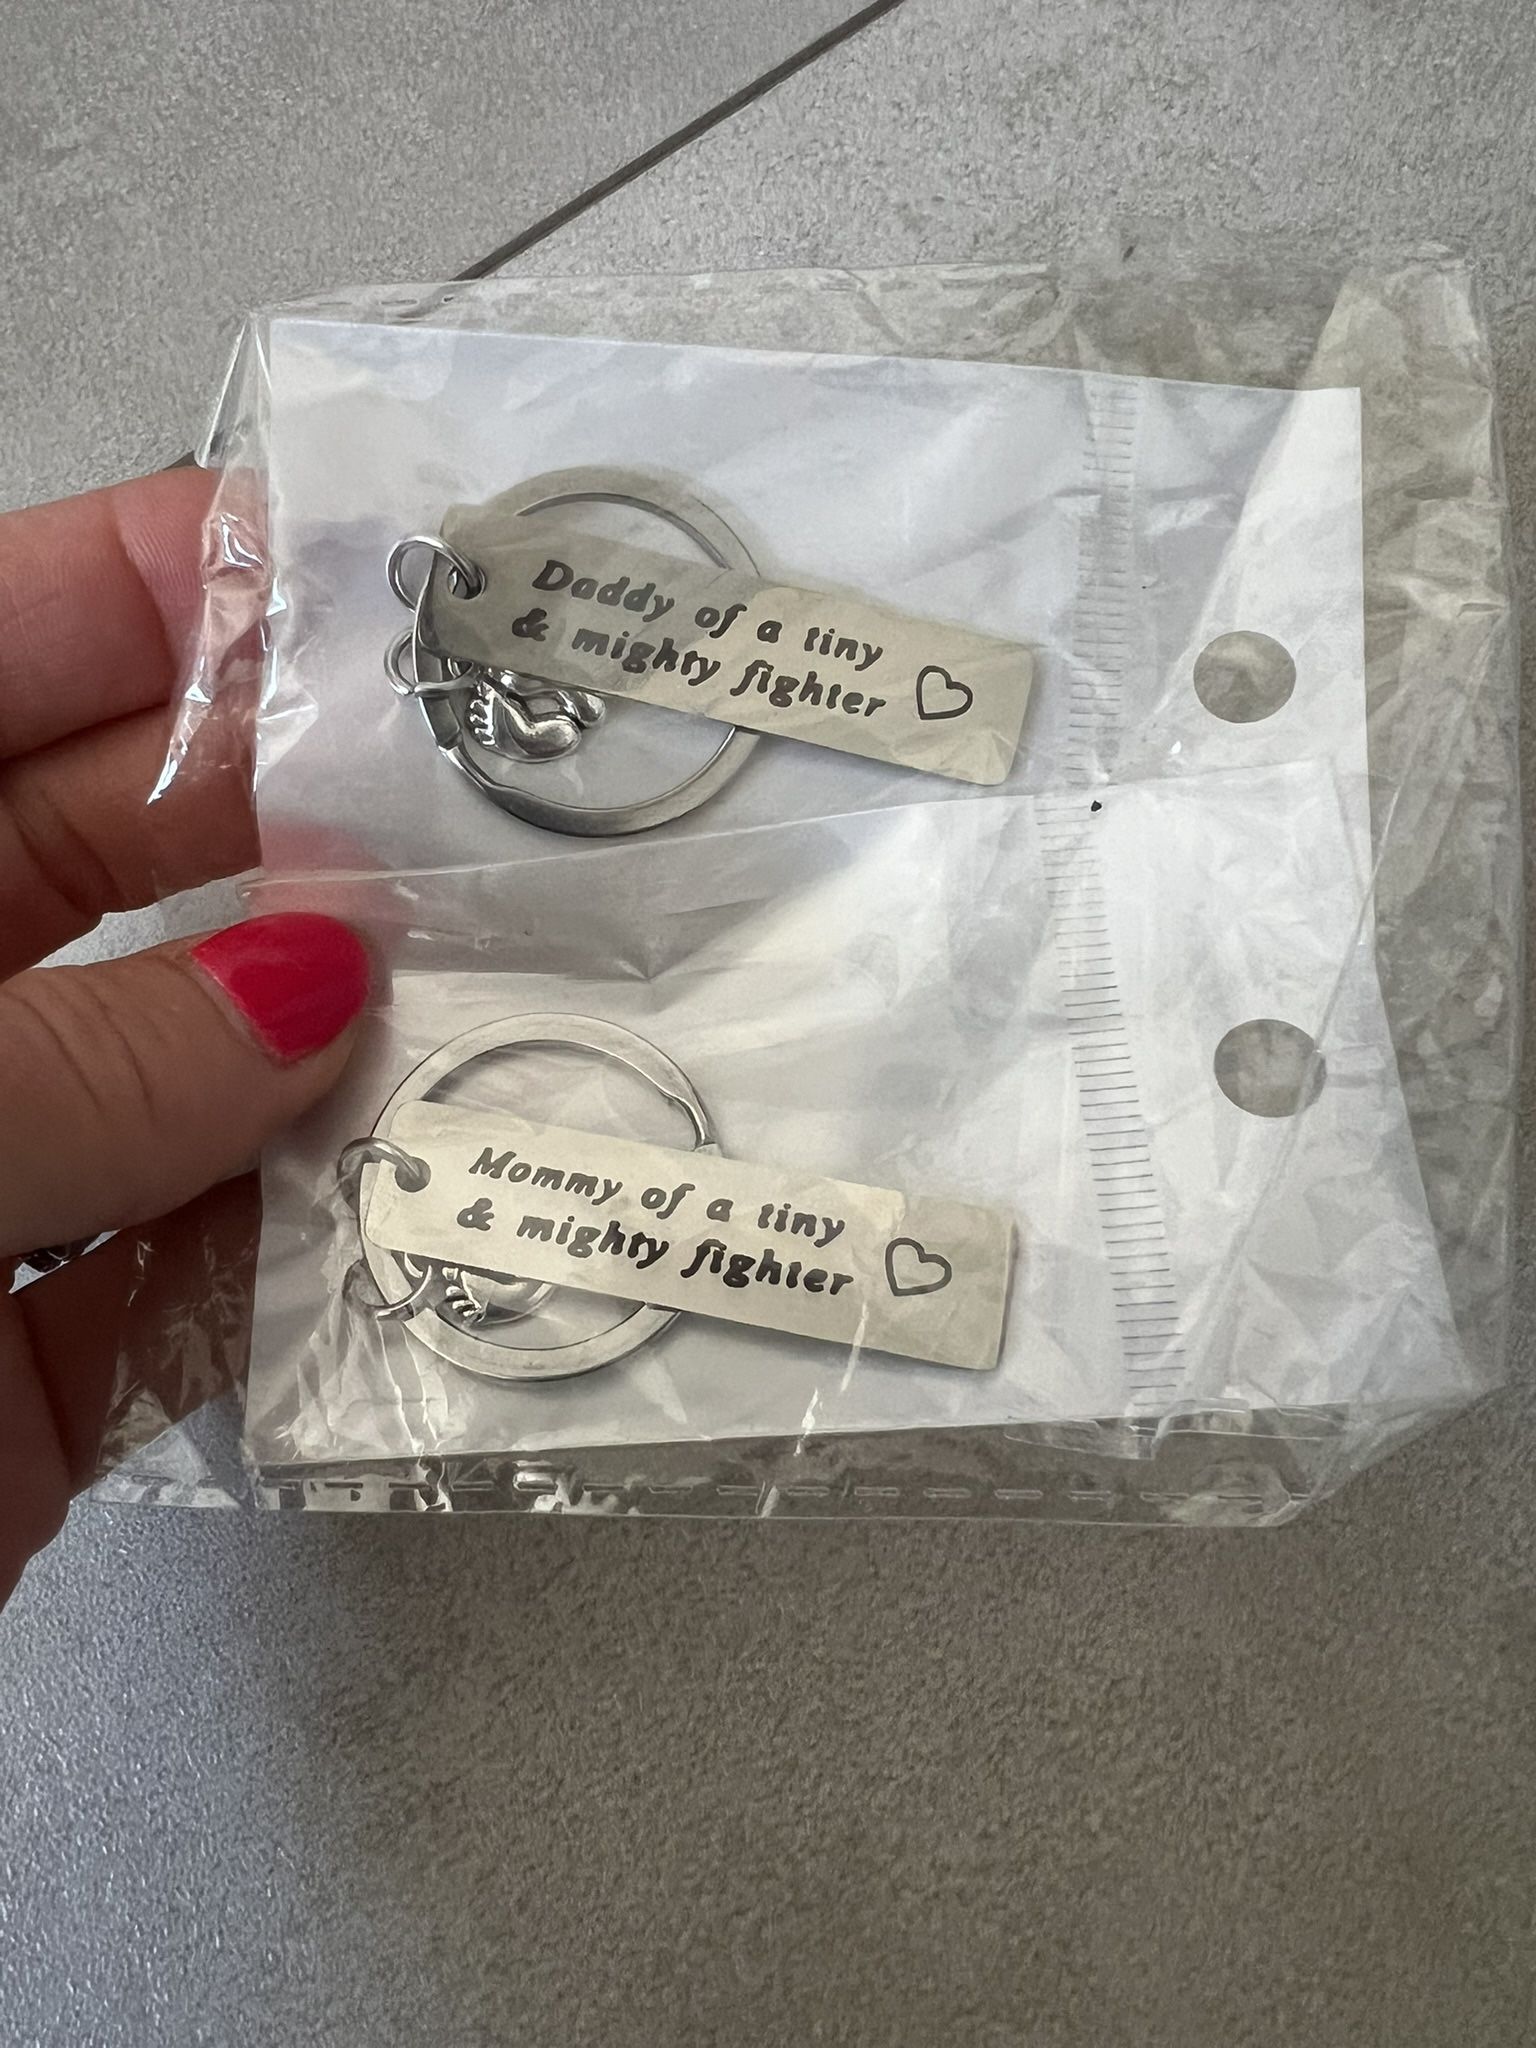 Daddy of a tiny
& mighty fighter
Mommy of a tiny
& mighty fighter